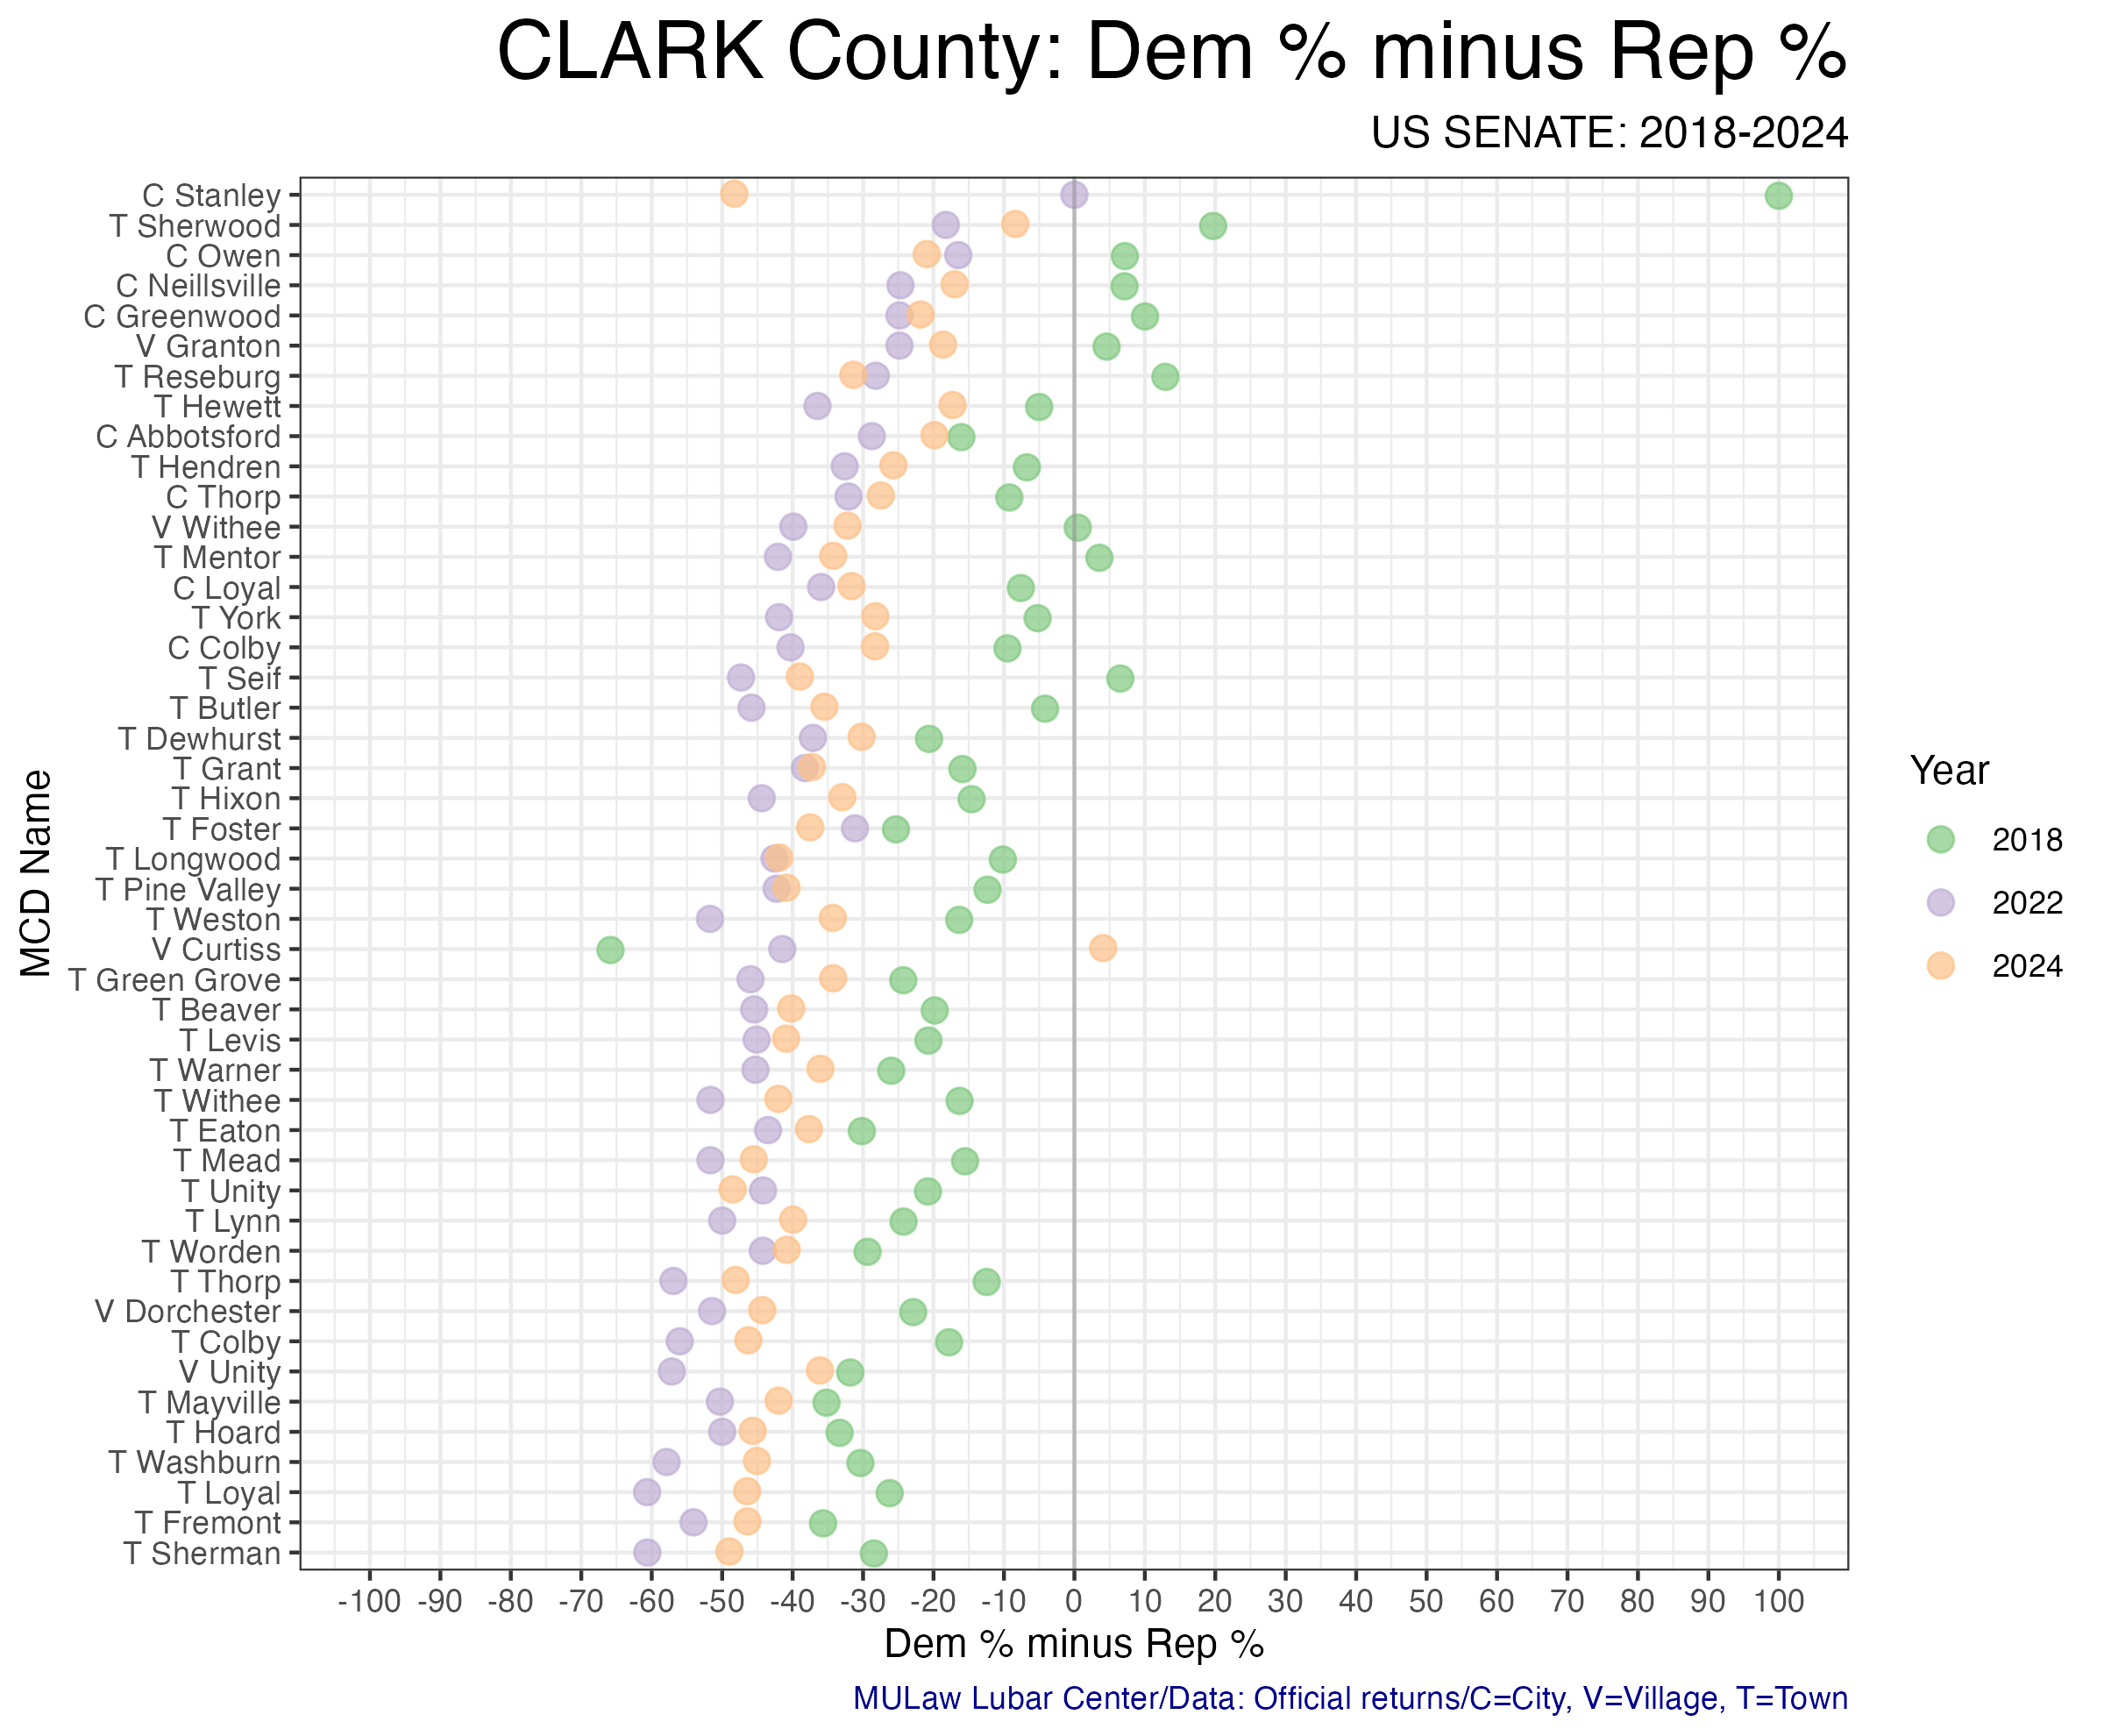 CLARK County: Dem % minus Rep %
US SENATE: 2018-2024
MCD Name
C Stanley
T Sherwood
C Owen
C Neillsville
C Greenwood
V Granton
T Reseburg
T Hewett
C Abbotsford
T Hendren
C Thorp
V Withee
T Mentor
C Loyal
T York
C Colby
T Seif
T Butler
T Dewhurst
T Grant
T Hixon
T Foster
T Longwood
T Pine Valley
T Weston
V Curtiss
T Green Grove
T Beaver
T Levis
T Warner
T Withee
T Eaton
T Mead
T Unity
T Lynn
T Worden
T Thorp
V Dorchester
T Colby
V Unity
T Mayville
T Hoard
T Washburn
T Loyal
T Fremont
T Sherman
-100 -90 -80 -70 -60 -50 -40 -30 -20 -10 0 10 20 30 40 50 60 70 80 90 100
Dem % minus Rep %
Year
2018
2022
2024
MULaw Lubar Center/Data: Official returns/C=City, V=Village, T=Town